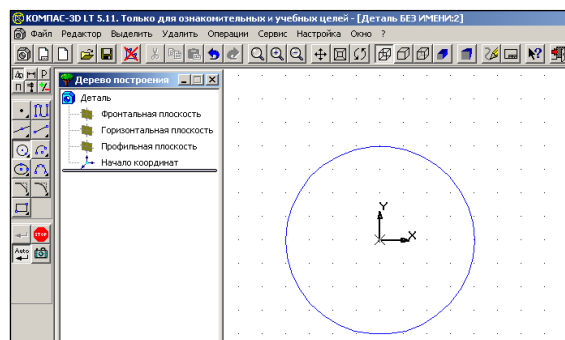 КОМПАС-3D LT 5.11. Только для ознакомительных и учебных целей - [Деталь БЕЗ ИМЕНИ:2]
Файл Редактор Выделить Удалить Операции Сервис Настройка Окно ?
Дерево построения
Деталь
Фронтальная плоскость
Горизонтальная плоскость
Профильная плоскость
Начало координат
Y
X
STOP
Auto